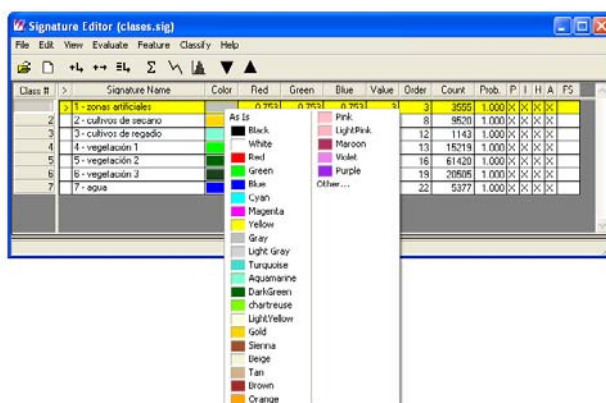 Signature Editor (clases.sig)
File Edit View Evaluate Feature Classify Help
Class # > Signature Name Color Red Green Blue Value Order Count Prob. P I H A FS
> 1 - zonas artificiales 0.753 0.753 0.753 3 3 3555 1.000 X X X X
2 2 - cultivos de secano 8 9520 1.000 X X X X
3 3 - cultivos de regadio 12 1143 1.000 X X X X
4 4 - vegetación 1 13 15219 1.000 X X X X
5 5 - vegetación 2 16 61420 1.000 X X X X
6 6 - vegetación 3 19 20505 1.000 X X X X
7 7 - agua 22 5377 1.000 X X X X
As Is
Black
White
Red
Green
Blue
Cyan
Magenta
Yellow
Gray
Light Gray
Turquoise
Aquamarine
DarkGreen
chartreuse
LightYellow
Gold
Sienna
Beige
Tan
Brown
Orange
Pink
LightPink
Maroon
Violet
Purple
Other...